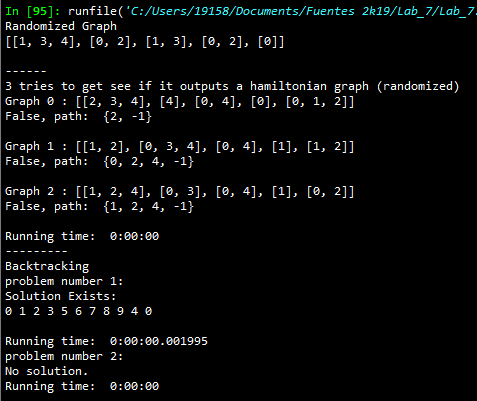 In [95]: runfile('C:/Users/19158/Documents/Fuentes 2k19/Lab_7/Lab_7.
Randomized Graph
[[1, 3, 4], [0, 2], [1, 3], [0, 2], [0]]
------
3 tries to get see if it outputs a hamiltonian graph (randomized)
Graph 0 : [[2, 3, 4], [4], [0, 4], [0], [0, 1, 2]]
False, path:  {2, -1}
Graph 1 : [[1, 2], [0, 3, 4], [0, 4], [1], [1, 2]]
False, path:  {0, 2, 4, -1}
Graph 2 : [[1, 2, 4], [0, 3], [0, 4], [1], [0, 2]]
False, path:  {1, 2, 4, -1}
Running time:  0:00:00
---------
Backtracking
problem number 1:
Solution Exists:
0 1 2 3 5 6 7 8 9 4 0
Running time:  0:00:00.001995
problem number 2:
No solution.
Running time:  0:00:00